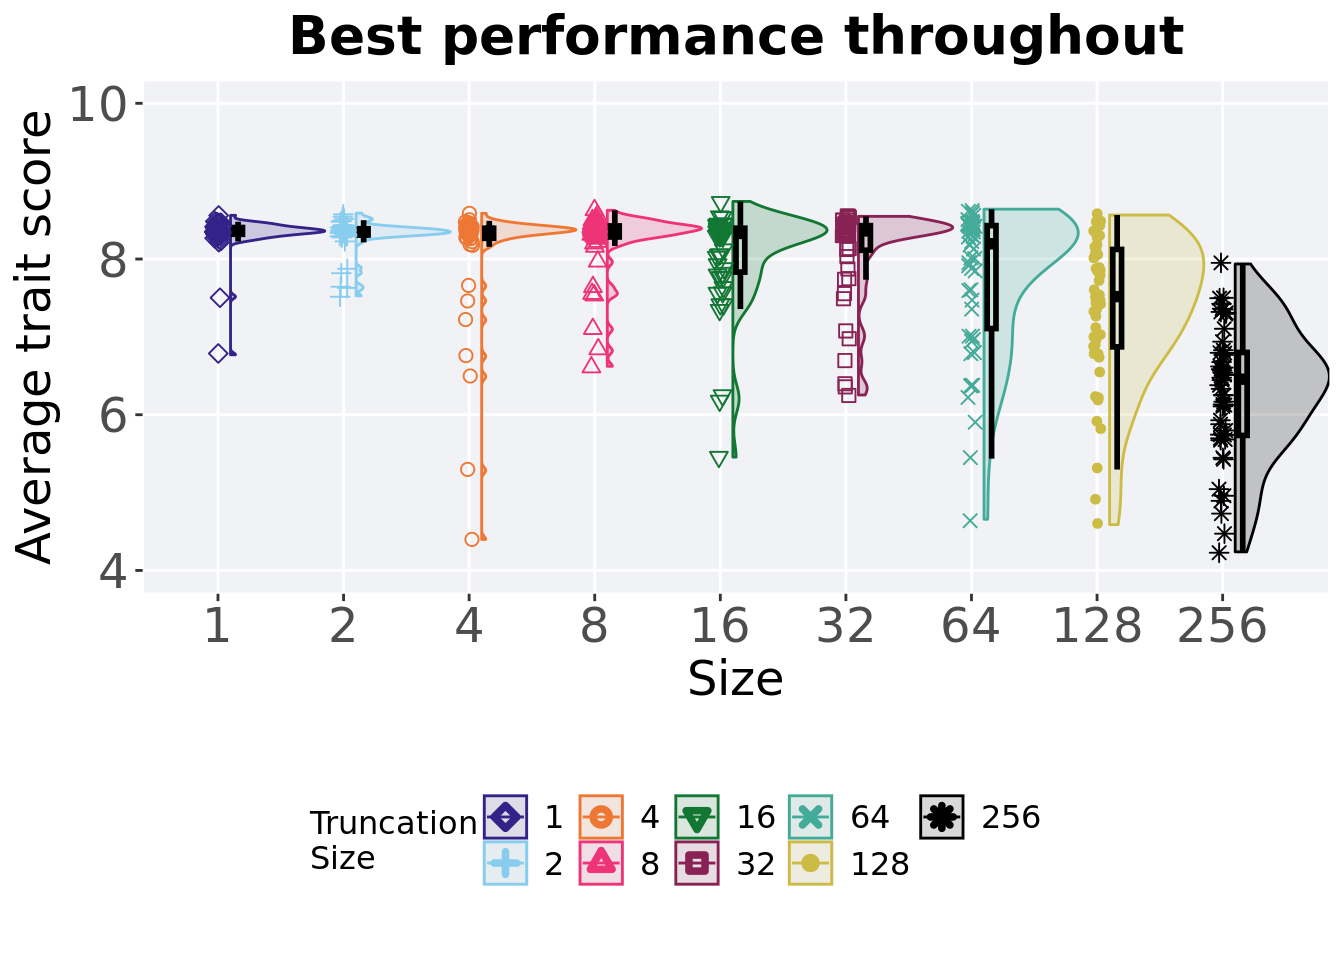 Best performance throughout
Average trait score
10
8
6
4
1 2 4 8 16 32 64 128 256
Size
Truncation
Size
1 4 16 64 256
2 8 32 128